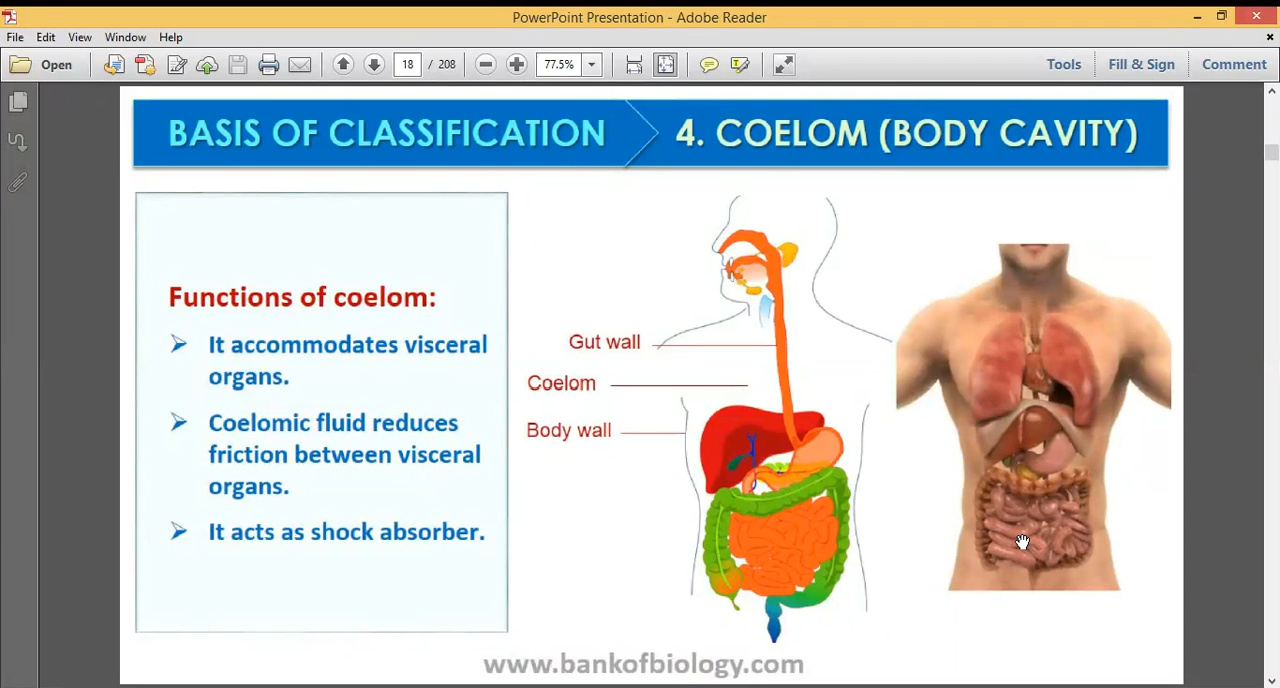 PowerPoint Presentation - Adobe Reader
File Edit View Window Help
Open 18 / 208 77.5% Tools Fill & Sign Comment
BASIS OF CLASSIFICATION 4. COELOM (BODY CAVITY)
Functions of coelom:
It accommodates visceral
organs.
Coelomic fluid reduces
friction between visceral
organs.
It acts as shock absorber.
Gut wall
Coelom
Body wall
www.bankofbiology.com